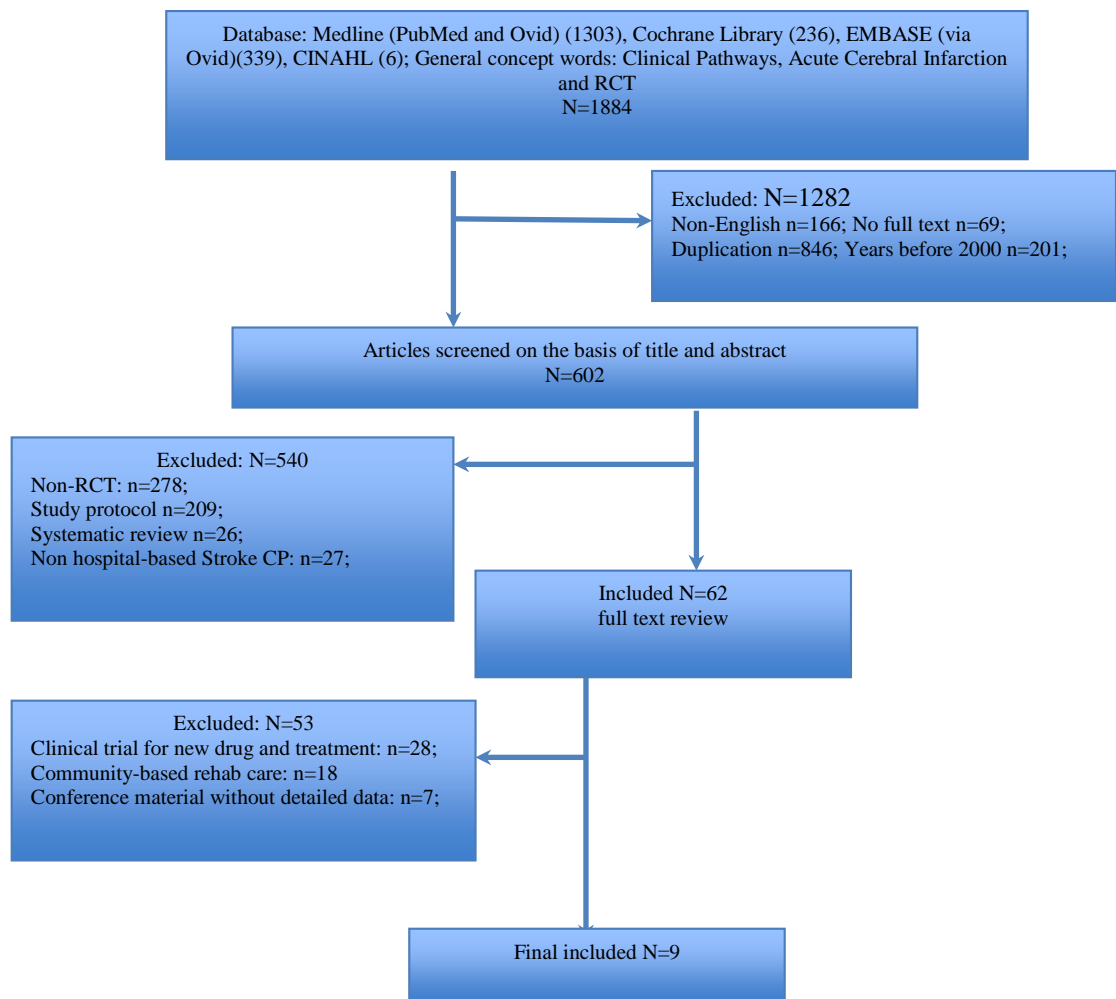 Database: Medline (PubMed and Ovid) (1303), Cochrane Library (236), EMBASE (via
Ovid)(339), CINAHL (6); General concept words: Clinical Pathways, Acute Cerebral Infarction
and RCT
N=1884
Excluded: N=1282
Non-English n=166; No full text n=69;
Duplication n=846; Years before 2000 n=201;
Articles screened on the basis of title and abstract
N=602
Excluded: N=540
Non-RCT: n=278;
Study protocol n=209;
Systematic review n=26;
Non hospital-based Stroke CP: n=27;
Included N=62
full text review
Excluded: N=53
Clinical trial for new drug and treatment: n=28;
Community-based rehab care: n=18
Conference material without detailed data: n=7;
Final included N=9